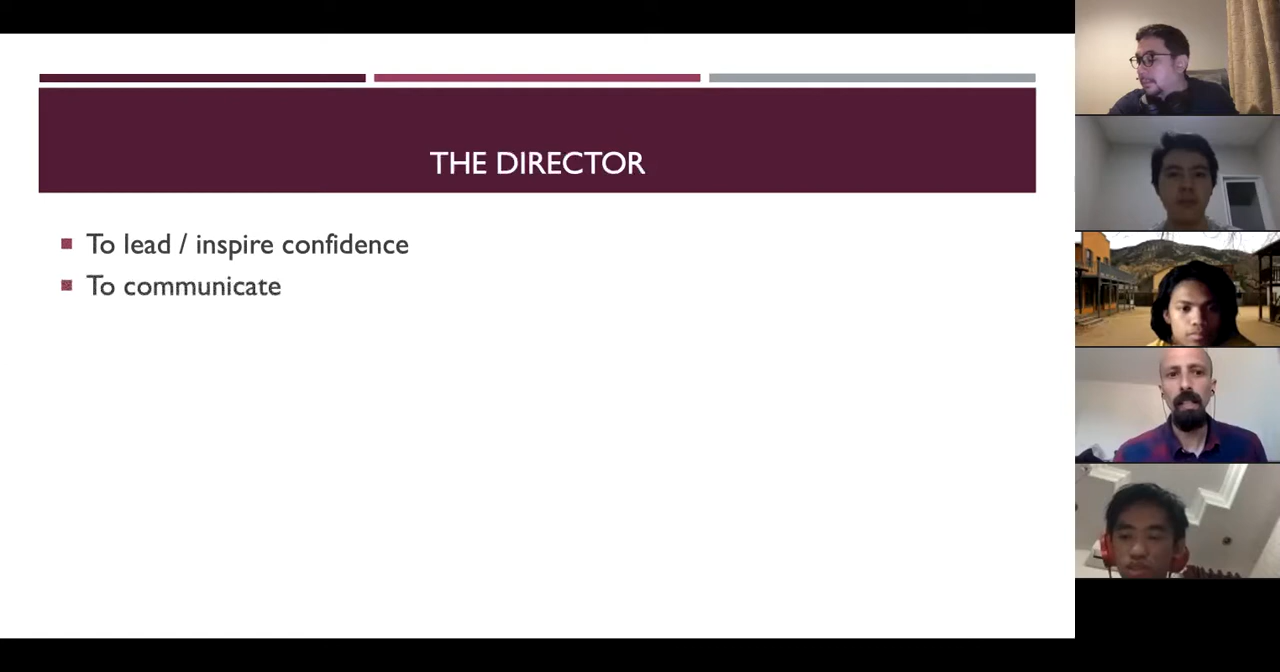 THE DIRECTOR
To lead / inspire confidence
To communicate